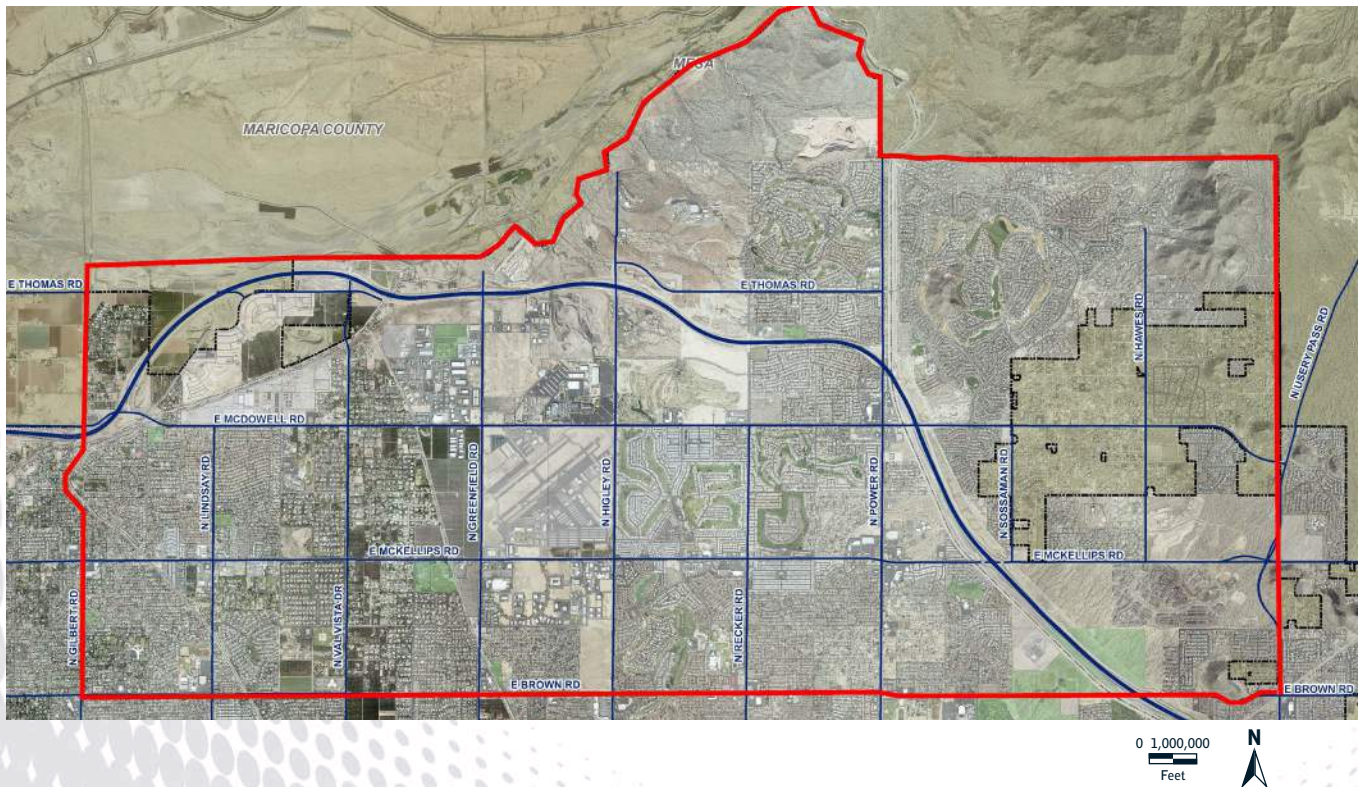 MESA
MARICOPA COUNTY
E THOMAS RD
E THOMAS RD
N HAWES RD
N USERY PASS RD
E MCDOWELL RD
N LINDSAY RD
N GREENFIELD RD
N HIGLEY RD
N POWER RD
N SOSSAMAN RD
E MCKELLIPS RD
E MCKELLIPS RD
N GILBERT RD
N VAL VISTA DR
N RECKER RD
E BROWN RD
E BROWN RD
0 1,000,000
Feet
N